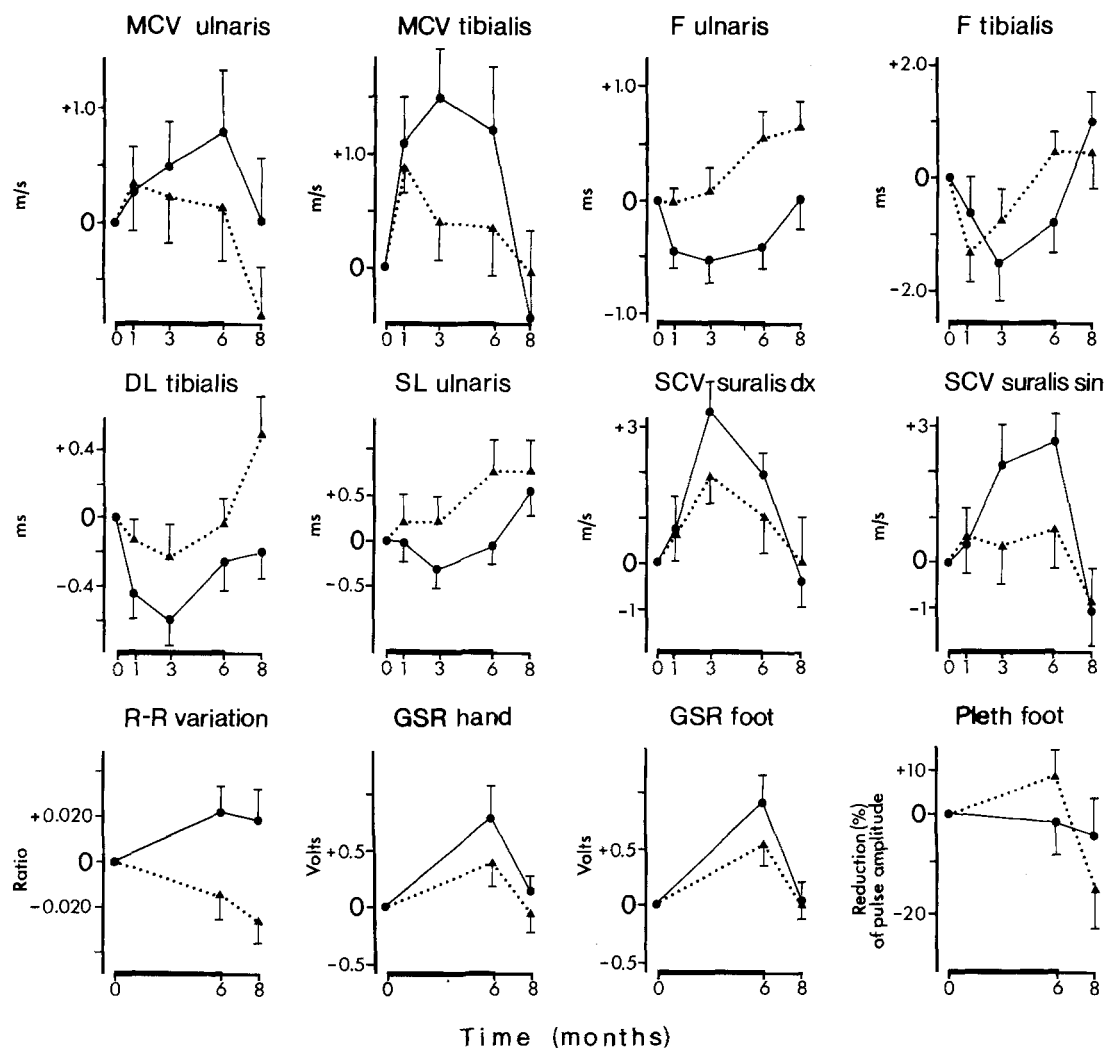 MCV ulnaris
MCV tibialis
F ulnaris
F tibialis
+1.0
0
m/s
0 1 3 6 8
+1.0
0
m/s
0 1 3 6 8
+1.0
0
-1.0
ms
0 1 3 6 8
+2.0
0
-2.0
ms
0 1 3 6 8
DL tibialis
SL ulnaris
SCV suralis dx
SCV suralis sin
+0.4
0
-0.4
ms
0 1 3 6 8
+0.5
0
-0.5
ms
0 1 3 6 8
+3
0
-1
m/s
0 1 3 6 8
+3
0
-1
m/s
0 1 3 6 8
R-R variation
GSR hand
GSR foot
Pleth foot
+0.020
0
-0.020
Ratio
0 6 8
+0.5
0
-0.5
Volts
0 6 8
+0.5
0
-0.5
Volts
0 6 8
+10
0
-20
Reduction (%)
of pulse amplitude
0 6 8
Time (months)